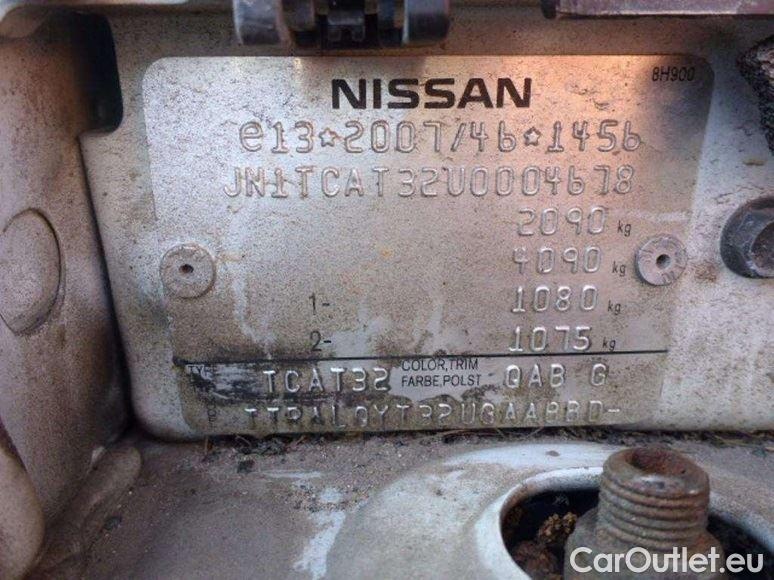 8H900
NISSAN
e13*2007/46*1456
JN1TCAT32U0004678
2090 kg
4090 kg
1- 1080 kg
2- 1075 kg
TYPE TCAT32 COLOR,TRIM QAB G
FARBE,POLST
CarOutlet.eu